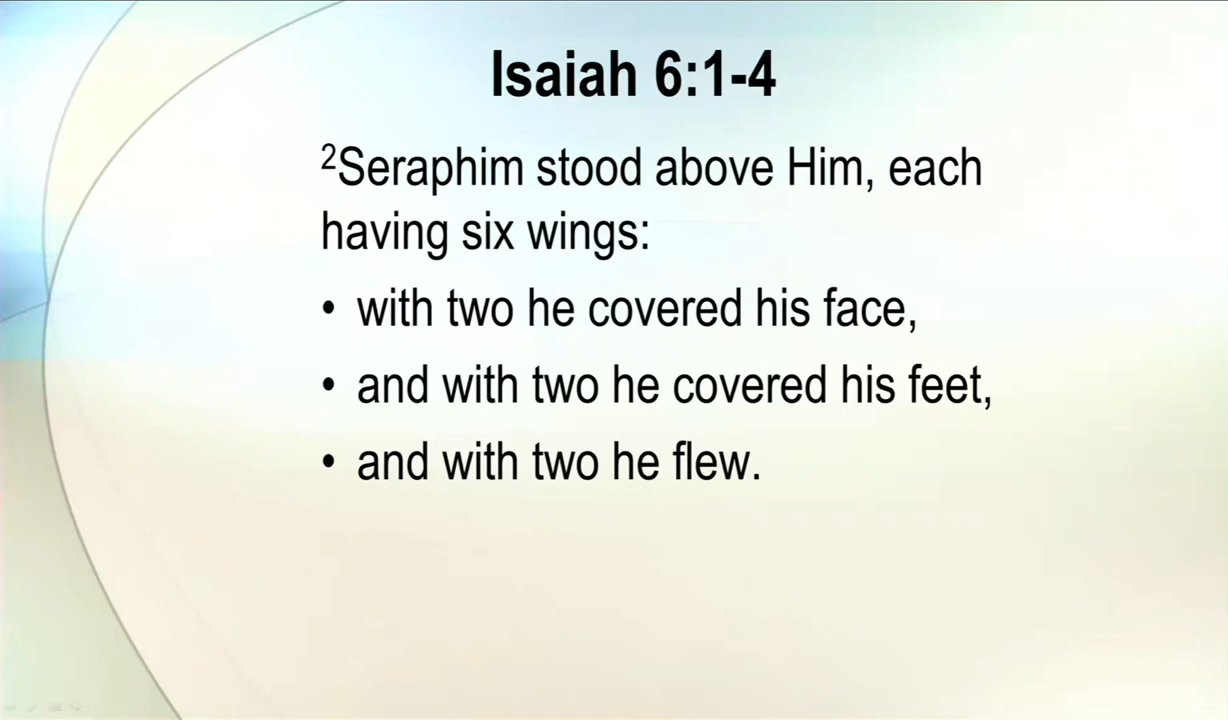 Isaiah 6:1-4
²Seraphim stood above Him, each
having six wings:
• with two he covered his face,
• and with two he covered his feet,
• and with two he flew.